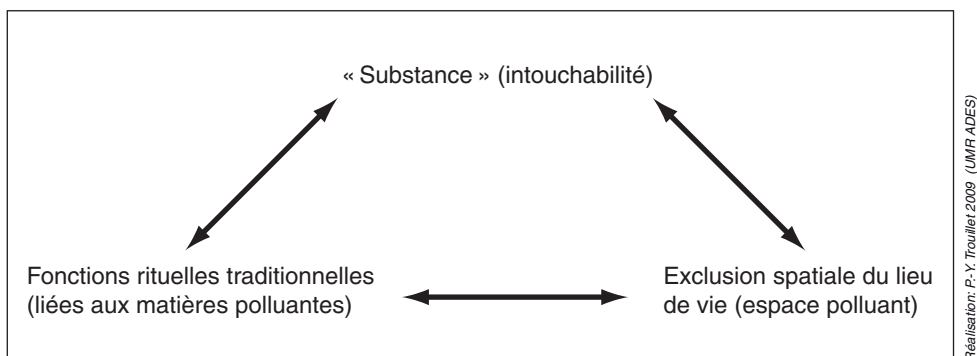 « Substance » (intouchabilité)
Fonctions rituelles traditionnelles
(liées aux matières polluantes)
Exclusion spatiale du lieu
de vie (espace polluant)
Réalisation: P.-Y. Trouillet 2009 (UMR ADES)